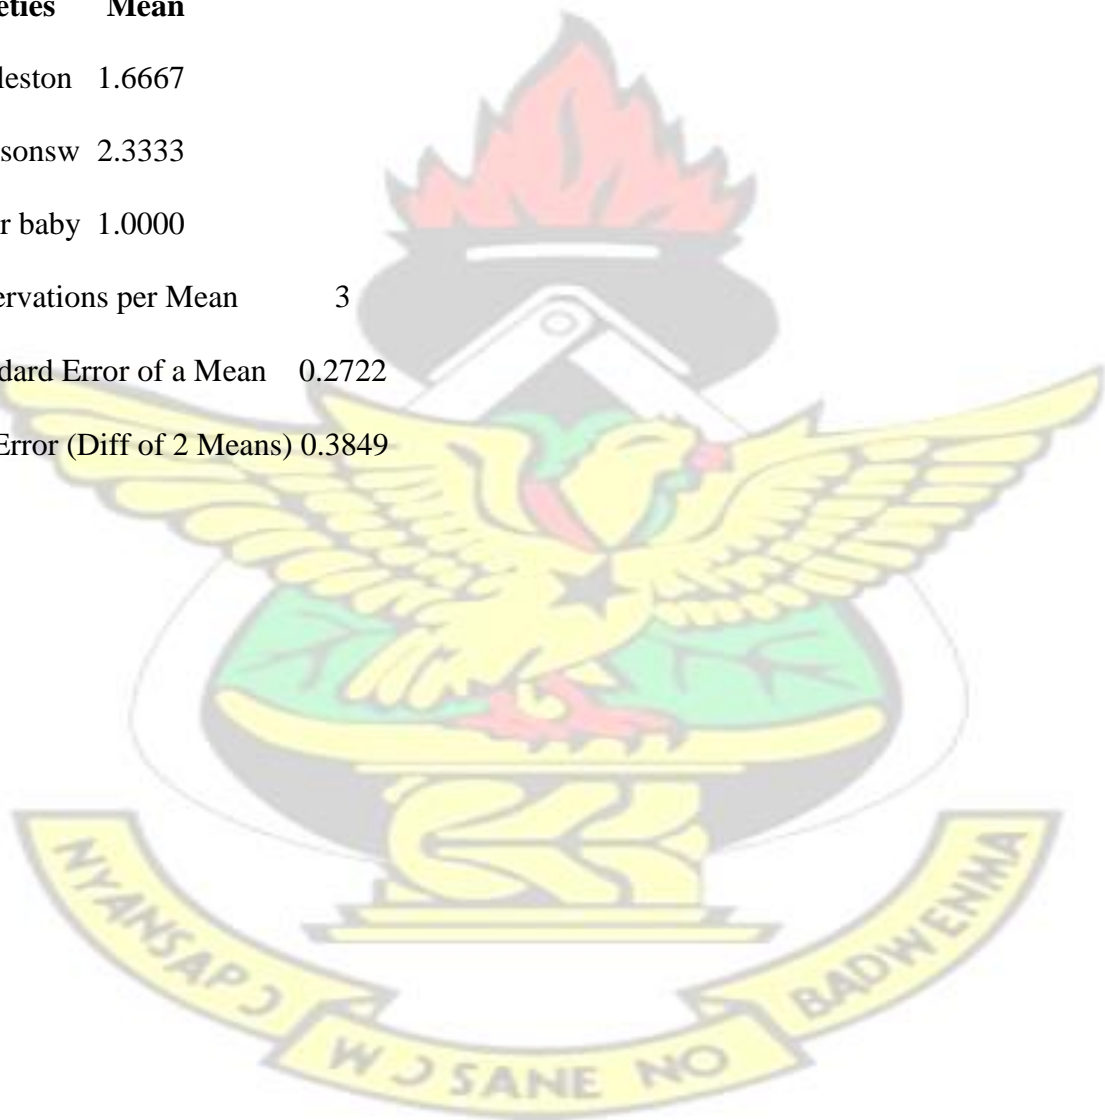 eties Mean
leston 1.6667
sonsw 2.3333
r baby 1.0000
ervations per Mean 3
dard Error of a Mean 0.2722
Error (Diff of 2 Means) 0.3849
NYANSAPƆ
WƆ SANE NO
BADWENMA